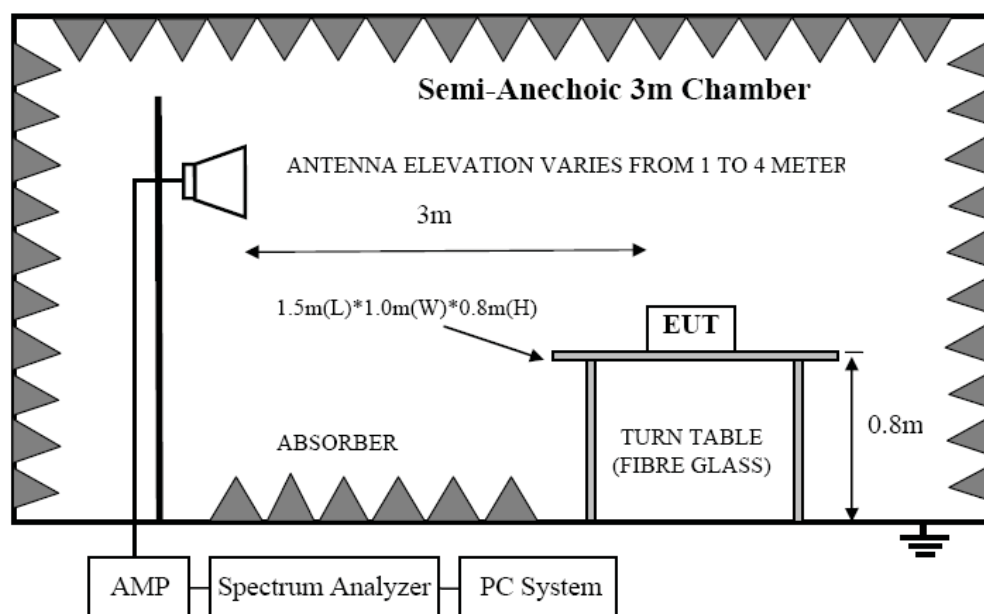 Semi-Anechoic 3m Chamber
ANTENNA ELEVATION VARIES FROM 1 TO 4 METER
3m
1.5m(L)*1.0m(W)*0.8m(H)
EUT
0.8m
ABSORBER
TURN TABLE
(FIBRE GLASS)
AMP
Spectrum Analyzer
PC System